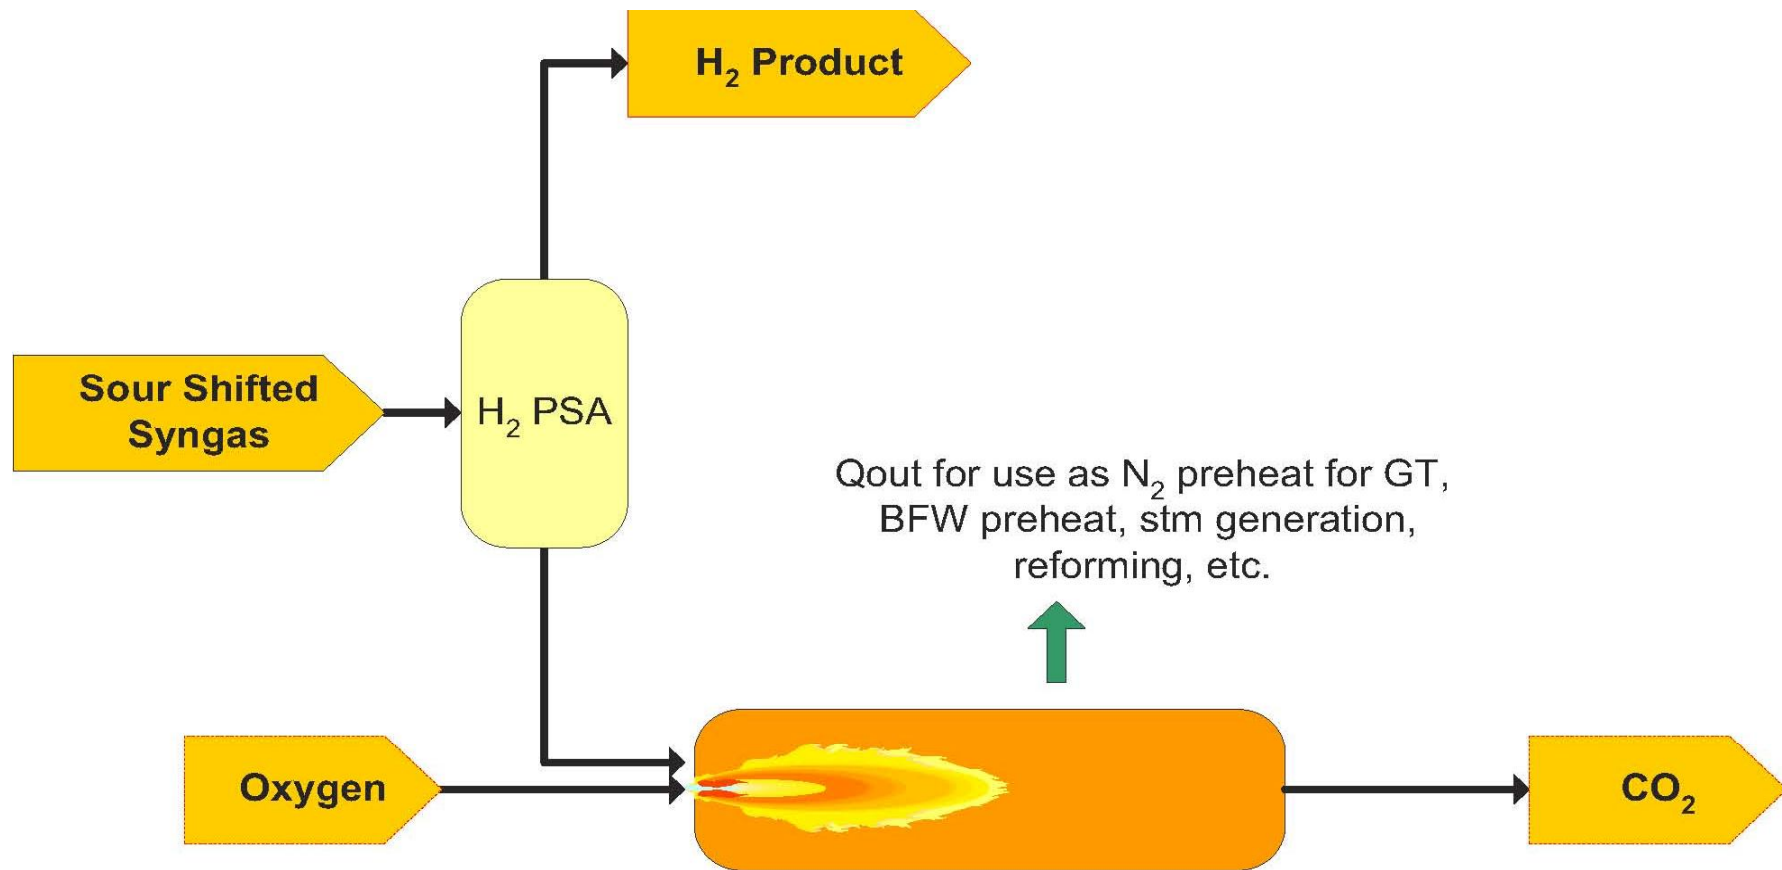 H₂ Product
Sour Shifted
Syngas
H₂ PSA
Qout for use as N₂ preheat for GT,
BFW preheat, stm generation,
reforming, etc.
Oxygen
CO₂